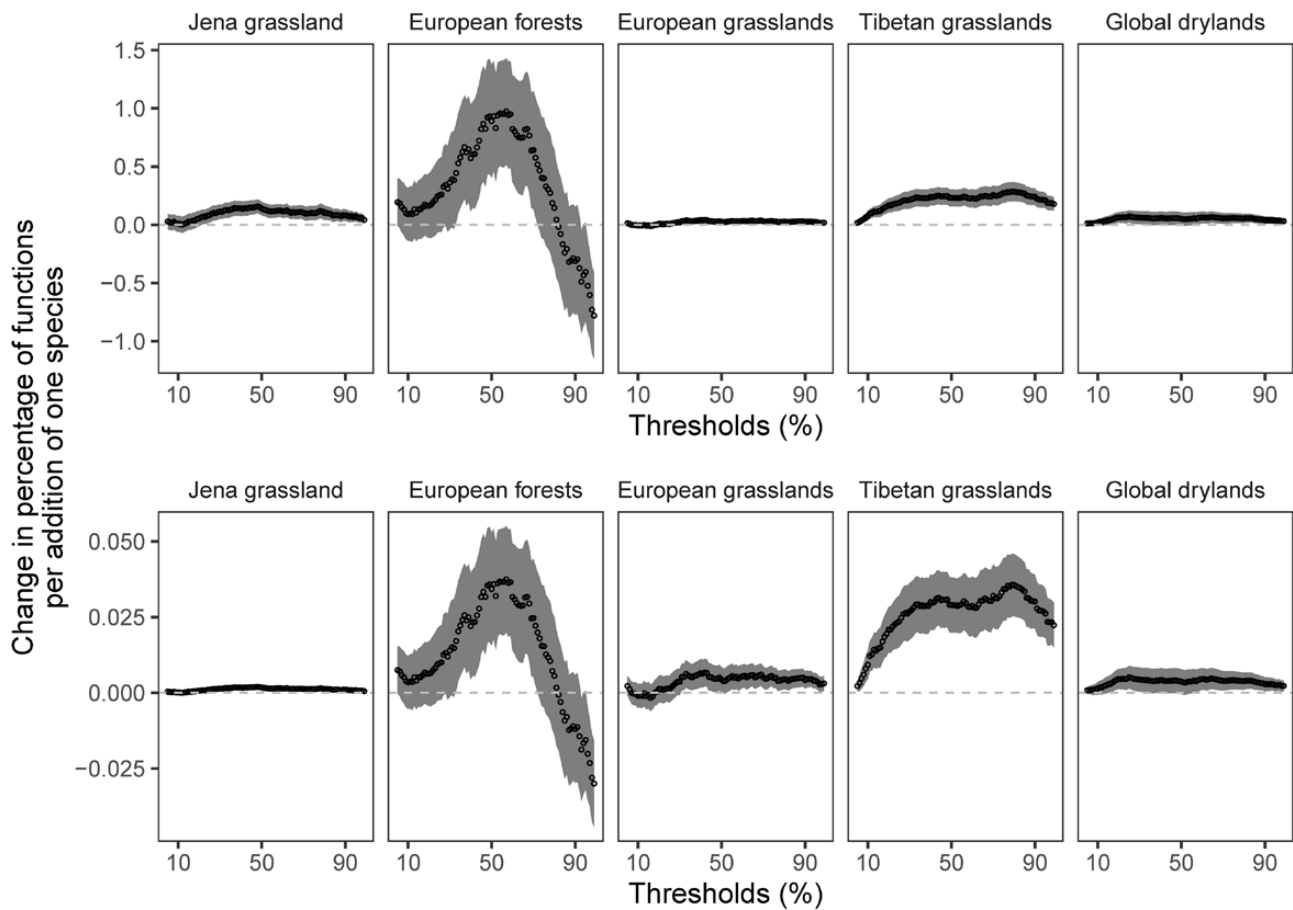 Jena grassland European forests European grasslands Tibetan grasslands Global drylands
1.5
1.0
0.5
0.0
−0.5
−1.0
10 50 90 10 50 90 10 50 90 10 50 90 10 50 90
Thresholds (%)
Change in percentage of functions
per addition of one species
Jena grassland European forests European grasslands Tibetan grasslands Global drylands
0.050
0.025
0.000
−0.025
10 50 90 10 50 90 10 50 90 10 50 90 10 50 90
Thresholds (%)